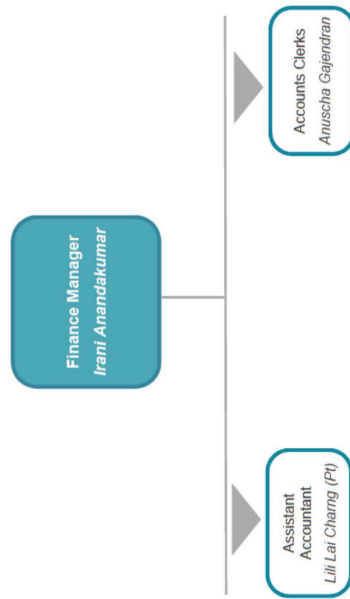 Finance Manager
Irani Anandakumar
Assistant
Accountant
Lili Lai Charng (Pt)
Accounts Clerks
Anuscha Gajendran